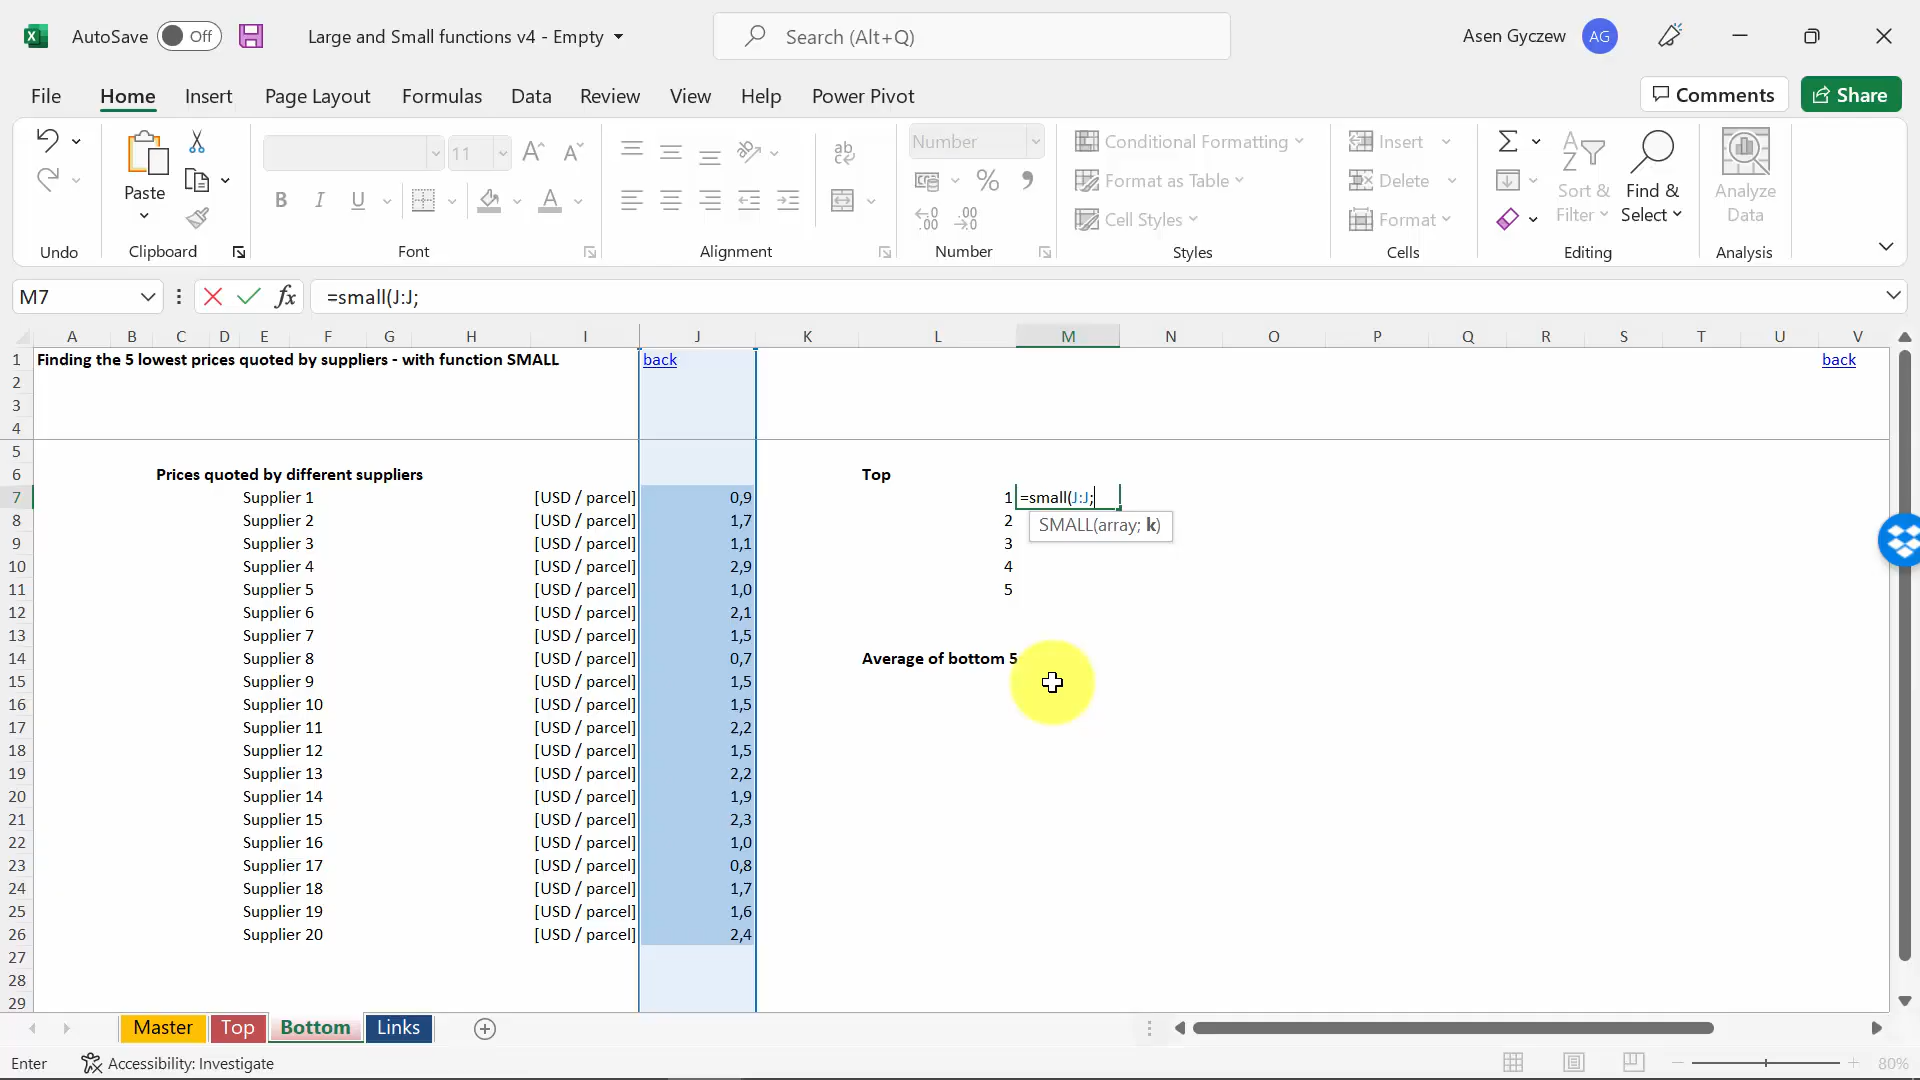 AutoSave Off Large and Small functions v4 - Empty Search (Alt+Q) Asen Gyczew AG
File Home Insert Page Layout Formulas Data Review View Help Power Pivot Comments Share
Paste 11 Number Conditional Formatting Insert
B I U ab c % Format as Table Delete Sort & Find & Analyze
Cell Styles Format Filter Select Data
Undo Clipboard Font Alignment Number Styles Cells Editing Analysis
M7 fx =small(J:J;
A B C D E F G H I J K L M N O P Q R S T U V
1 Finding the 5 lowest prices quoted by suppliers - with function SMALL back back
2
3
4
5
6 Prices quoted by different suppliers Top
7 Supplier 1 [USD / parcel] 0,9 1 =small(J:J;
8 Supplier 2 [USD / parcel] 1,7 2 SMALL(array; k)
9 Supplier 3 [USD / parcel] 1,1 3
10 Supplier 4 [USD / parcel] 2,9 4
11 Supplier 5 [USD / parcel] 1,0 5
12 Supplier 6 [USD / parcel] 2,1
13 Supplier 7 [USD / parcel] 1,5
14 Supplier 8 [USD / parcel] 0,7 Average of bottom 5
15 Supplier 9 [USD / parcel] 1,5
16 Supplier 10 [USD / parcel] 1,5
17 Supplier 11 [USD / parcel] 2,2
18 Supplier 12 [USD / parcel] 1,5
19 Supplier 13 [USD / parcel] 2,2
20 Supplier 14 [USD / parcel] 1,9
21 Supplier 15 [USD / parcel] 2,3
22 Supplier 16 [USD / parcel] 1,0
23 Supplier 17 [USD / parcel] 0,8
24 Supplier 18 [USD / parcel] 1,7
25 Supplier 19 [USD / parcel] 1,6
26 Supplier 20 [USD / parcel] 2,4
27
28
29
Master Top Bottom Links
Enter Accessibility: Investigate 80%